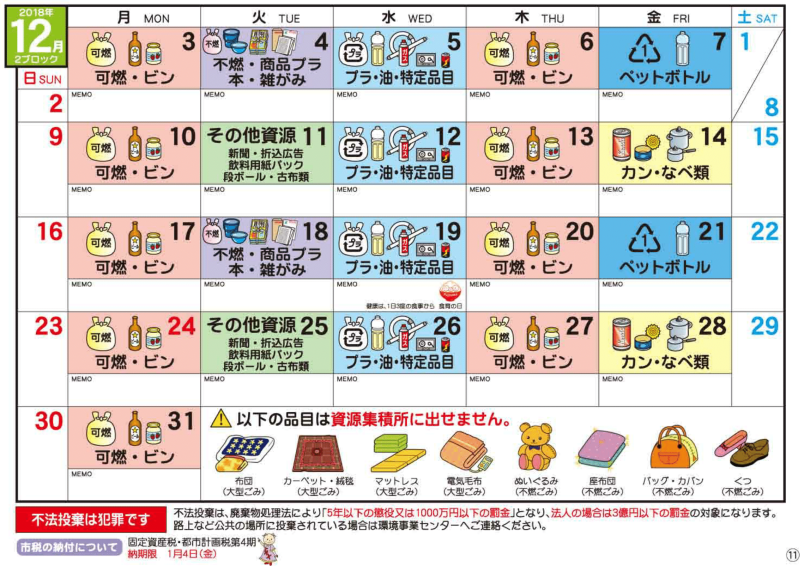 2018年
12月
2ブロック
月 MON
火 TUE
水 WED
木 THU
金 FRI
土 SAT
日 SUN
可燃
3
可燃・ビン
MEMO
不燃
4
不燃・商品プラ
本・雑がみ
MEMO
プラ
5
プラ・油・特定品目
MEMO
可燃
6
可燃・ビン
MEMO
1
7
ペットボトル
MEMO
1
2
8
9
可燃
10
可燃・ビン
MEMO
その他資源 11
新聞・折込広告
飲料用紙パック
段ボール・古布類
MEMO
プラ
12
プラ・油・特定品目
MEMO
可燃
13
可燃・ビン
MEMO
14
カン・なべ類
MEMO
15
16
可燃
17
可燃・ビン
MEMO
不燃
18
不燃・商品プラ
本・雑がみ
MEMO
プラ
19
プラ・油・特定品目
MEMO
健康は、1日3度の食事から 食育の日
可燃
20
可燃・ビン
MEMO
1
21
ペットボトル
MEMO
22
23
可燃
24
可燃・ビン
MEMO
その他資源 25
新聞・折込広告
飲料用紙パック
段ボール・古布類
MEMO
プラ
26
プラ・油・特定品目
MEMO
可燃
27
可燃・ビン
MEMO
28
カン・なべ類
MEMO
29
30
可燃
31
可燃・ビン
MEMO
以下の品目は資源集積所に出せません。
布団
(大型ごみ)
カーペット・絨毯
(大型ごみ)
マットレス
(大型ごみ)
電気毛布
(大型ごみ)
ぬいぐるみ
(不燃ごみ)
座布団
(不燃ごみ)
バッグ・カバン
(不燃ごみ)
くつ
(不燃ごみ)
不法投棄は犯罪です
不法投棄は、廃棄物処理法により「5年以下の懲役又は1000万円以下の罰金」となり、法人の場合は3億円以下の罰金の対象になります。
路上など公共の場所に投棄されている場合は環境事業センターへご連絡ください。
市税の納付について
固定資産税・都市計画税第4期
納期限 1月4日(金)
⑪